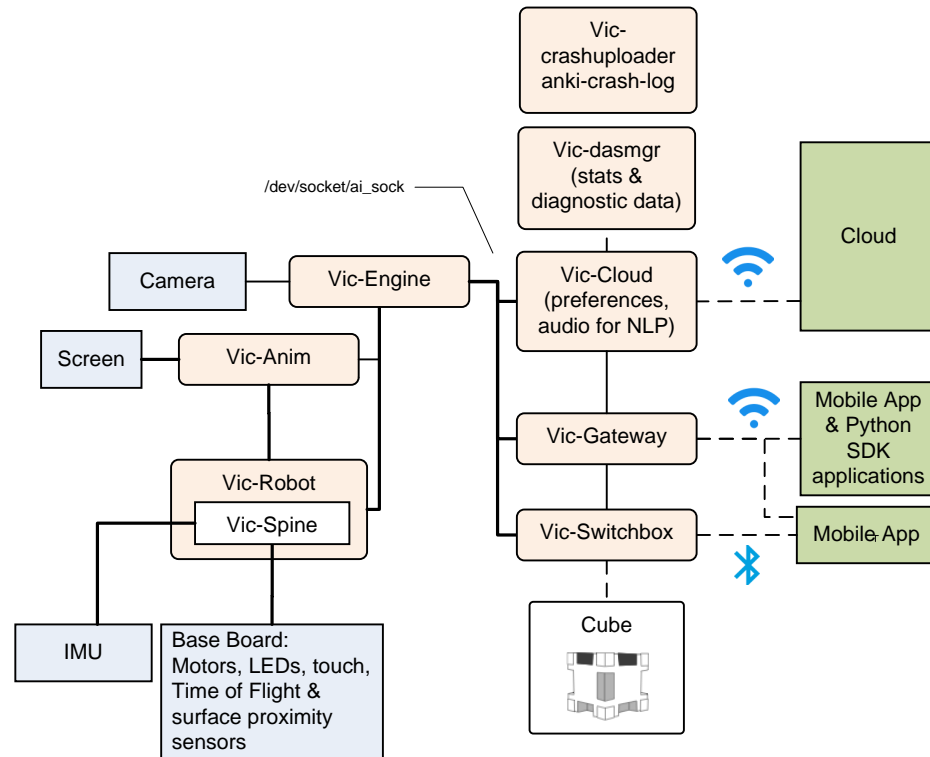 Vic-
crashuploader
anki-crash-log
Vic-dasmgr
(stats &
diagnostic data)
/dev/socket/ai_sock
Cloud
Camera
Vic-Engine
Vic-Cloud
(preferences,
audio for NLP)
Screen
Vic-Anim
Vic-Gateway
Mobile App
& Python
SDK
applications
Vic-Robot
Vic-Spine
Vic-Switchbox
Mobile App
IMU
Base Board:
Motors, LEDs, touch,
Time of Flight &
surface proximity
sensors
Cube